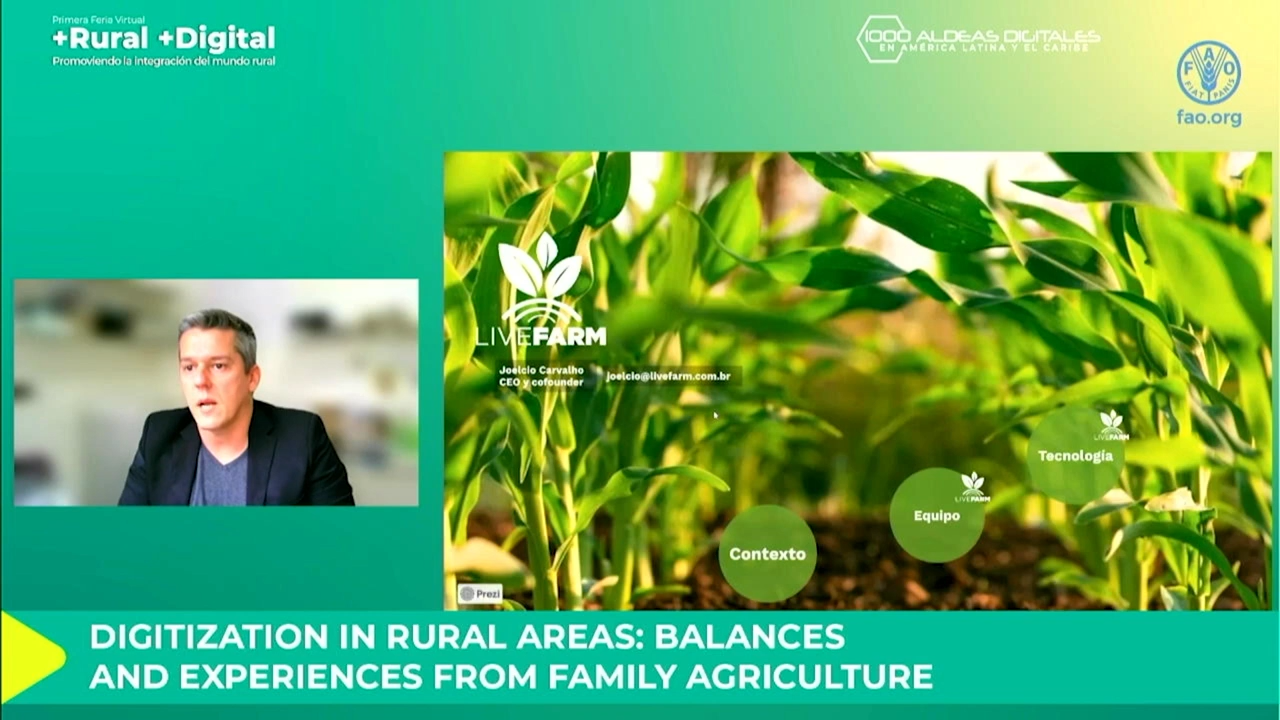 Primera Feria Virtual
+Rural +Digital
Promoviendo la integración del mundo rural
1000 ALDEAS DIGITALES
EN AMÉRICA LATINA Y EL CARIBE
F A O
FIAT PANIS
fao.org
LIVEFARM
Joelcio Carvalho
CEO y cofounder
joelcio@livefarm.com.br
Contexto
Equipo
LIVEFARM
Tecnología
LIVEFARM
Prezi
DIGITIZATION IN RURAL AREAS: BALANCES
AND EXPERIENCES FROM FAMILY AGRICULTURE